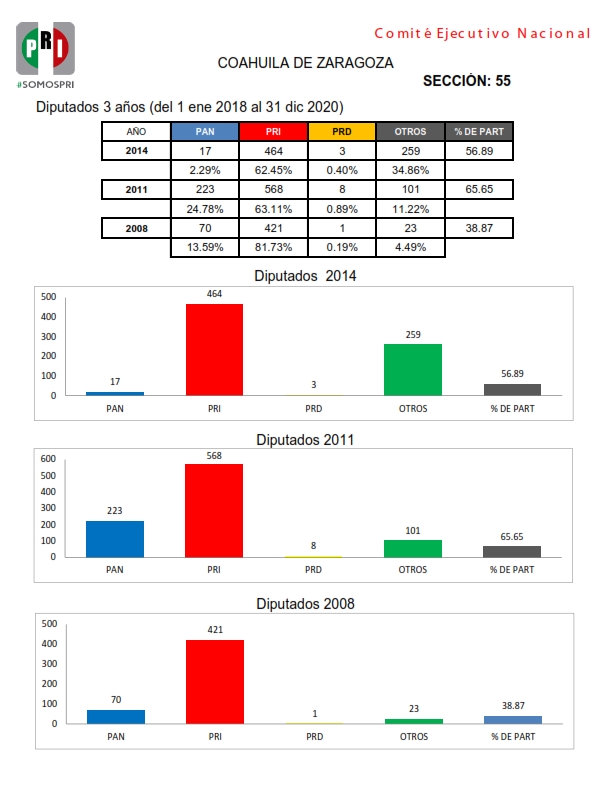 Comité Ejecutivo Nacional
PRI
#SOMOSPRI
COAHUILA DE ZARAGOZA
SECCIÓN: 55
Diputados 3 años (del 1 ene 2018 al 31 dic 2020)
AÑO PAN PRI PRD OTROS % DE PART
2014 17 464 3 259 56.89
2.29% 62.45% 0.40% 34.86%
2011 223 568 8 101 65.65
24.78% 63.11% 0.89% 11.22%
2008 70 421 1 23 38.87
13.59% 81.73% 0.19% 4.49%
Diputados 2014
500
400
300
200
100
0
17
464
3
259
56.89
PAN PRI PRD OTROS % DE PART
Diputados 2011
600
500
400
300
200
100
0
223
568
8
101
65.65
PAN PRI PRD OTROS % DE PART
Diputados 2008
500
400
300
200
100
0
70
421
1
23
38.87
PAN PRI PRD OTROS % DE PART